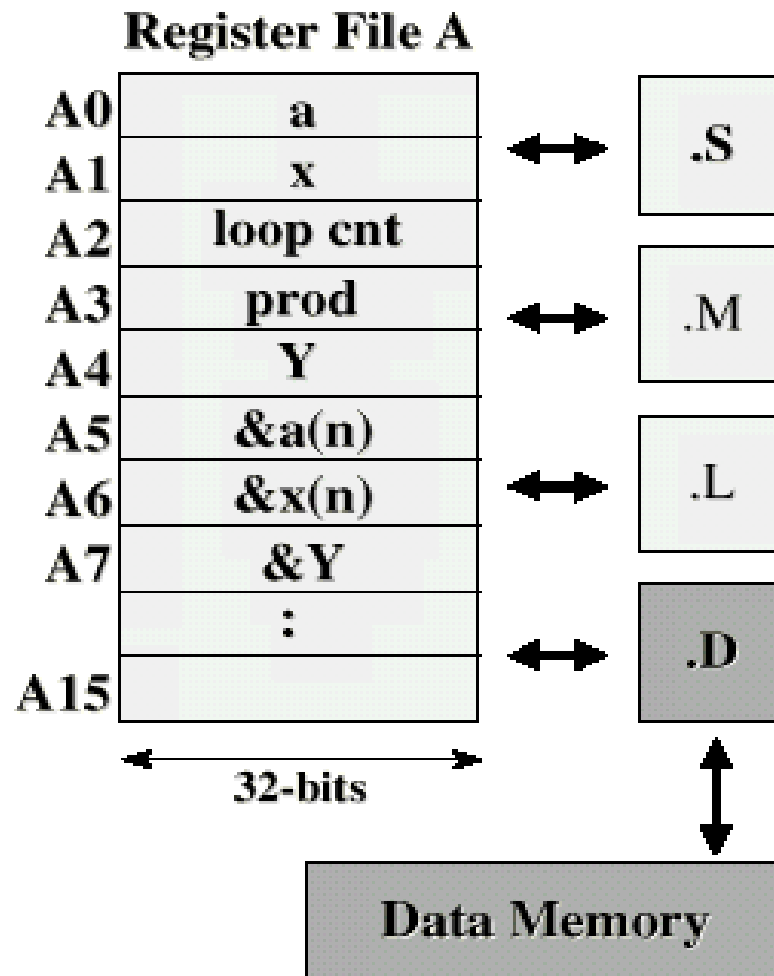 Register File A
A0 a
A1 x
A2 loop cnt
A3 prod
A4 Y
A5 &a(n)
A6 &x(n)
A7 &Y
:
A15
32-bits
.S
.M
.L
.D
Data Memory